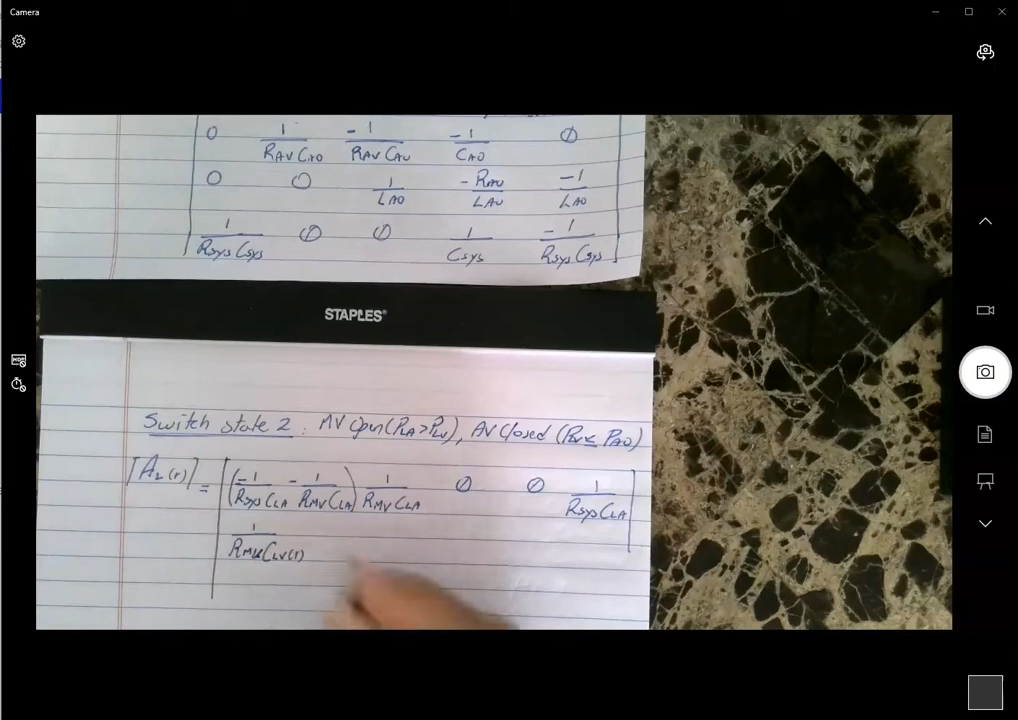 Camera
0 1/(RAV CAO) -1/(RAV CAO) -1/CAO 0
0 0 1/LAO -RAO/LAO -1/LAO
1/(Rsys Csys) 0 0 1/Csys -1/(Rsys Csys)
STAPLES®
Switch state 2 : MV Open (PLA > PLV), AV Closed (PLV ≤ PAO)
[A2(t)] = (-1/(Rsys CLA) - 1/(RMV CLA)) 1/(RMV CLA) 0 0 1/(Rsys CLA)
1/(RMV CLV(t))